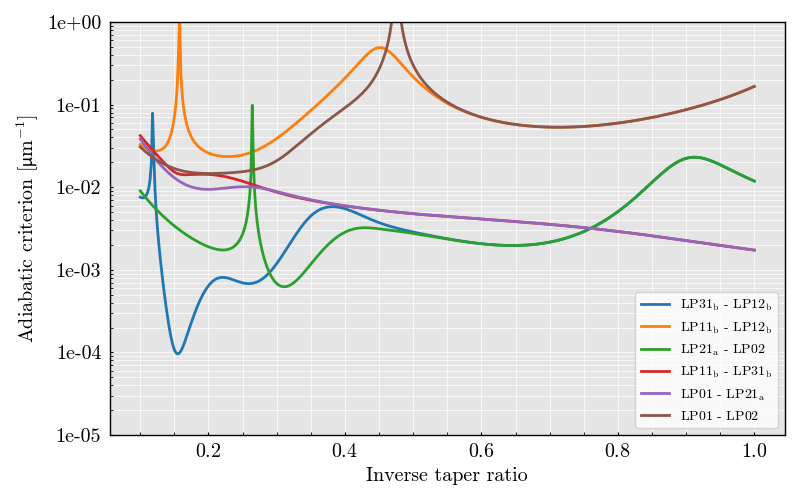 1e+00
1e-01
1e-02
1e-03
1e-04
1e-05
Adiabatic criterion [μm⁻¹]
0.2 0.4 0.6 0.8 1.0
Inverse taper ratio
LP31b - LP12b
LP11b - LP12b
LP21a - LP02
LP11b - LP31b
LP01 - LP21a
LP01 - LP02